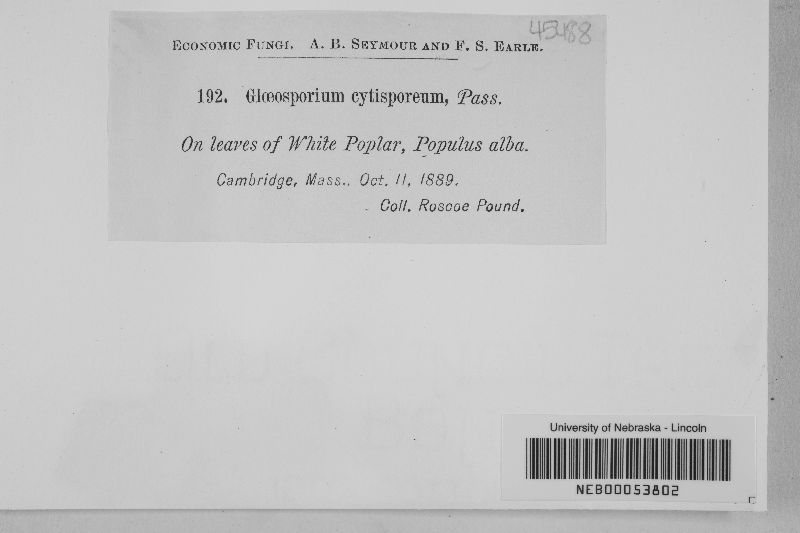 45488
ECONOMIC FUNGI. A. B. SEYMOUR AND F. S. EARLE.
192. Glœosporium cytisporeum, Pass.
On leaves of White Poplar, Populus alba.
Cambridge, Mass., Oct. 11, 1889.
Coll. Roscoe Pound.
University of Nebraska - Lincoln
NEB00053802